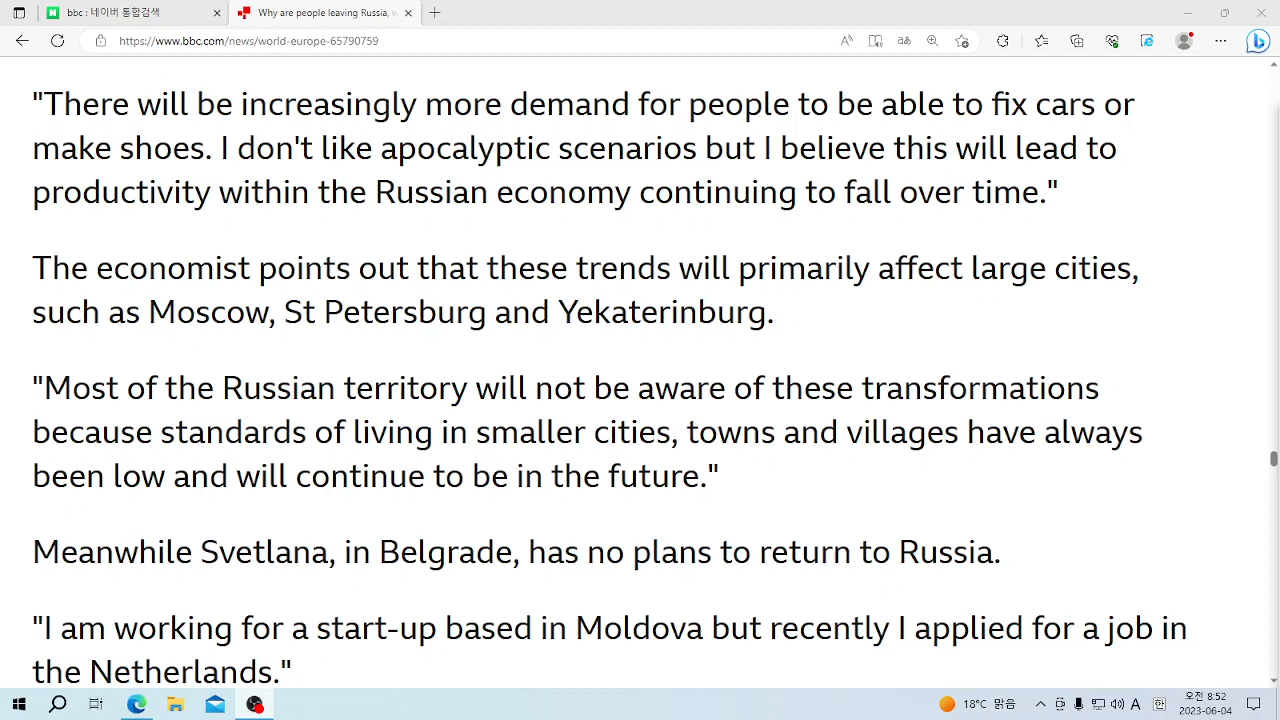 bbc : 네이버 통합검색
Why are people leaving Russia,
https://www.bbc.com/news/world-europe-65790759
"There will be increasingly more demand for people to be able to fix cars or
make shoes. I don't like apocalyptic scenarios but I believe this will lead to
productivity within the Russian economy continuing to fall over time."
The economist points out that these trends will primarily affect large cities,
such as Moscow, St Petersburg and Yekaterinburg.
"Most of the Russian territory will not be aware of these transformations
because standards of living in smaller cities, towns and villages have always
been low and will continue to be in the future."
Meanwhile Svetlana, in Belgrade, has no plans to return to Russia.
"I am working for a start-up based in Moldova but recently I applied for a job in
the Netherlands."
18°C 맑음
A
오전 8:52
2023-06-04